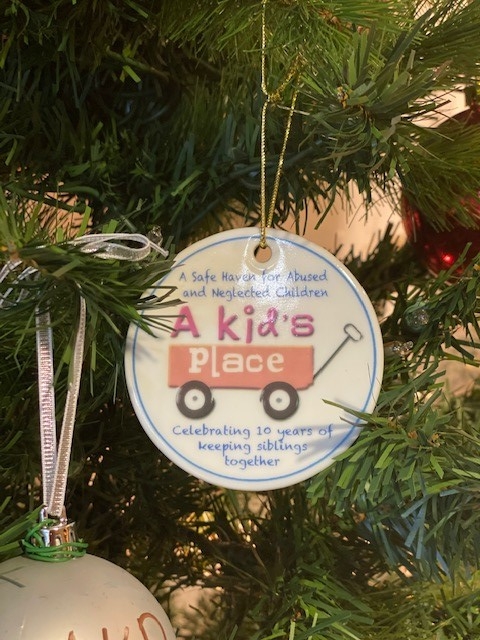 A Safe Haven for Abused
and Neglected Children
A kid's
Place
Celebrating 10 years of
keeping siblings
together